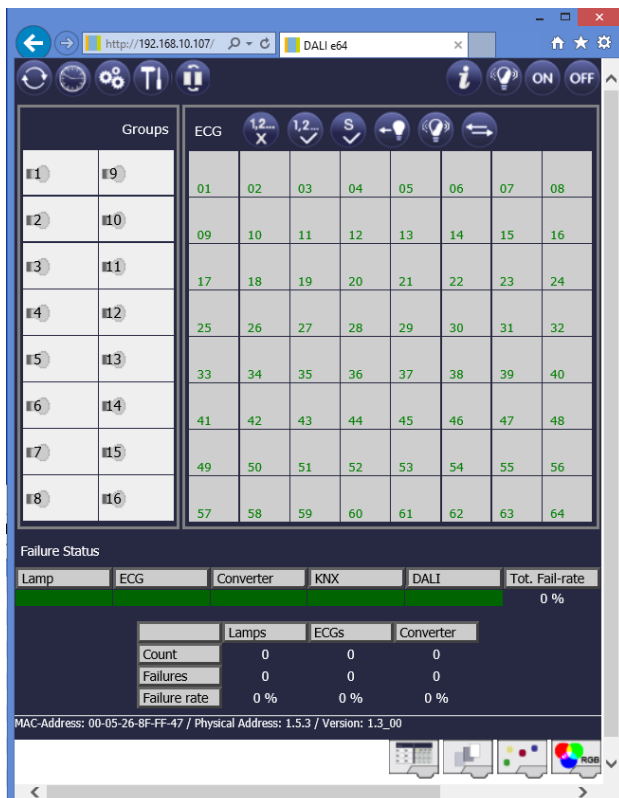 http://192.168.10.107/ DALI e64
i ON OFF
Groups ECG 1,2... X 1,2... S
1 9 01 02 03 04 05 06 07 08
2 10 09 10 11 12 13 14 15 16
3 11 17 18 19 20 21 22 23 24
4 12 25 26 27 28 29 30 31 32
5 13 33 34 35 36 37 38 39 40
6 14 41 42 43 44 45 46 47 48
7 15 49 50 51 52 53 54 55 56
8 16 57 58 59 60 61 62 63 64
Failure Status
Lamp ECG Converter KNX DALI Tot. Fail-rate
0 %
Lamps ECGs Converter
Count 0 0 0
Failures 0 0 0
Failure rate 0 % 0 % 0 %
MAC-Address: 00-05-26-8F-FF-47 / Physical Address: 1.5.3 / Version: 1.3_00
RGB